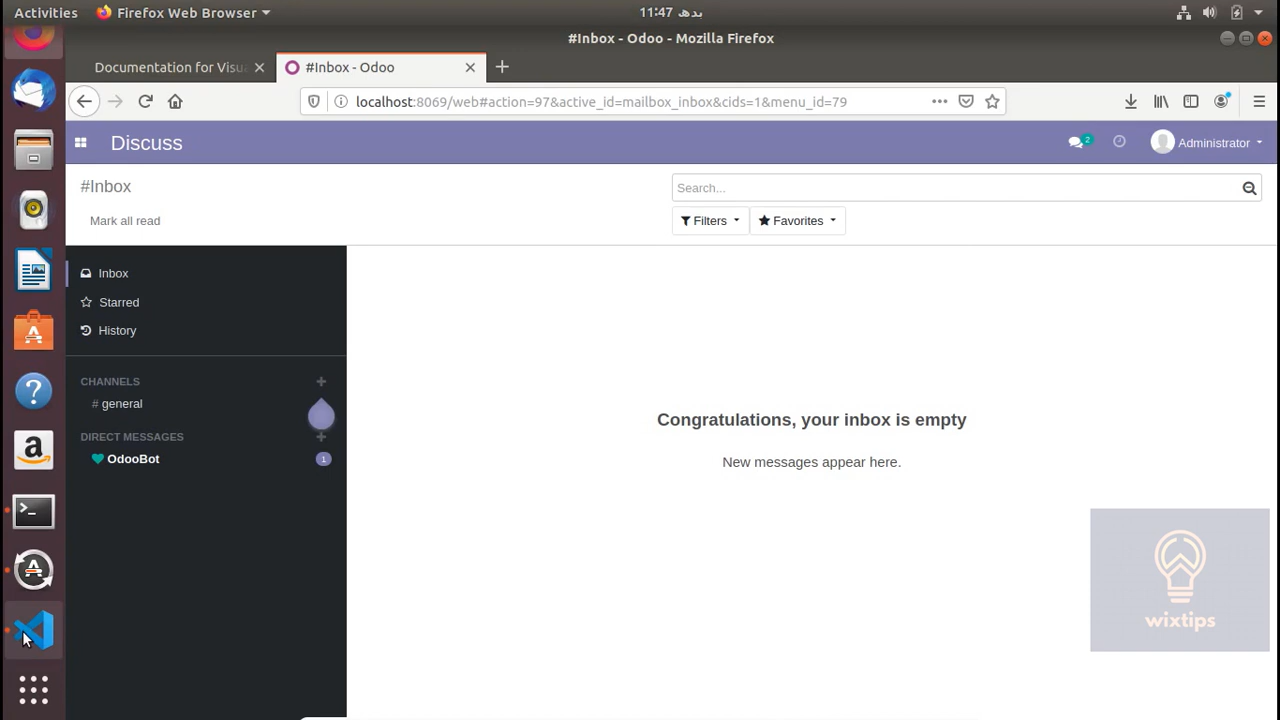 Activities
Firefox Web Browser
11:47 بدھ
#Inbox - Odoo - Mozilla Firefox
Documentation for Visua
#Inbox - Odoo
localhost:8069/web#action=97&active_id=mailbox_inbox&cids=1&menu_id=79
Discuss
2
Administrator
#Inbox
Search...
Mark all read
Filters
Favorites
Inbox
Starred
History
CHANNELS
# general
DIRECT MESSAGES
OdooBot
1
Congratulations, your inbox is empty
New messages appear here.
wixtips